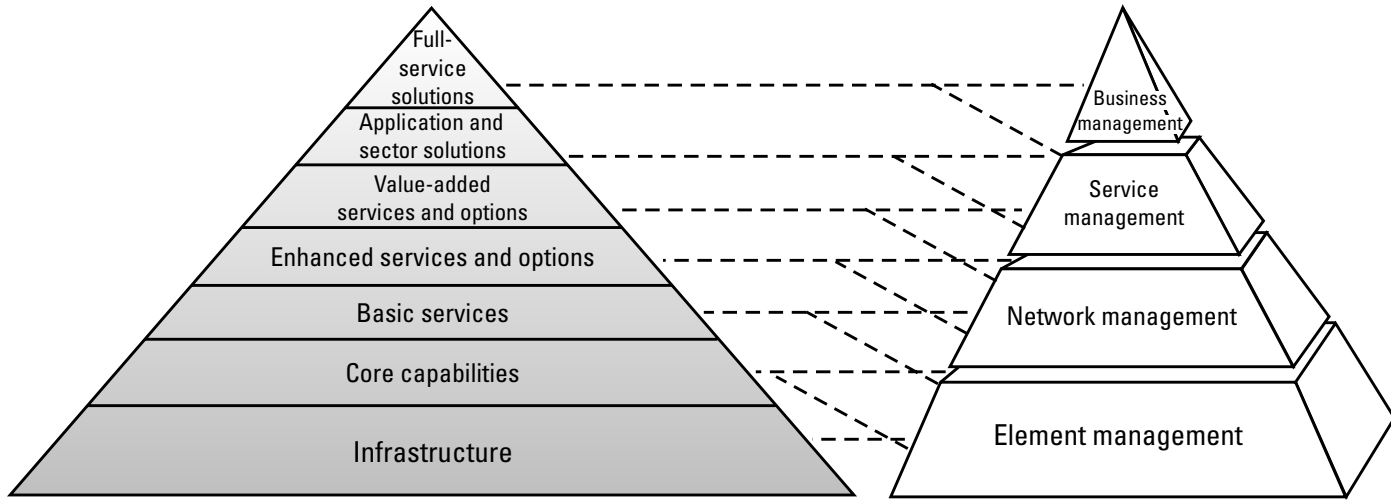 Full-
service
solutions
Application and
sector solutions
Value-added
services and options
Enhanced services and options
Basic services
Core capabilities
Infrastructure
Business
management
Service
management
Network management
Element management